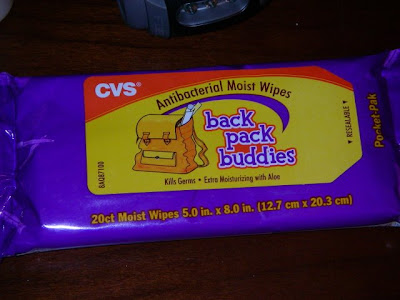 CVS®
Antibacterial Moist Wipes
back
pack
buddies
Kills Germs • Extra Moisturizing with Aloe
BAQ87100
◄ RESEALABLE ►
Pocket-Pak
20ct Moist Wipes 5.0 in. x 8.0 in. (12.7 cm x 20.3 cm)